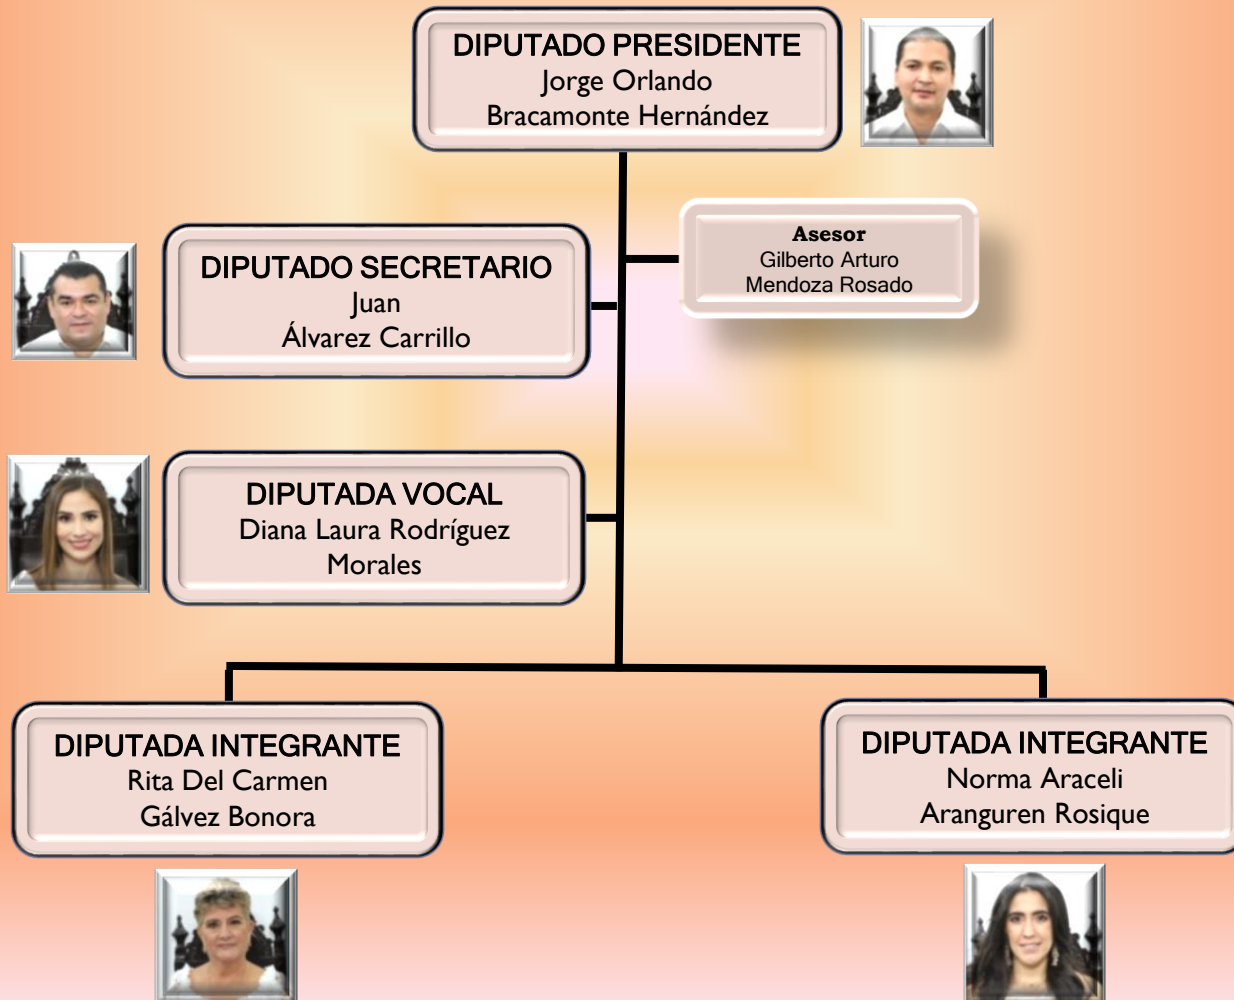 DIPUTADO PRESIDENTE
Jorge Orlando
Bracamonte Hernández
Asesor
Gilberto Arturo
Mendoza Rosado
DIPUTADO SECRETARIO
Juan
Álvarez Carrillo
DIPUTADA VOCAL
Diana Laura Rodríguez
Morales
DIPUTADA INTEGRANTE
Rita Del Carmen
Gálvez Bonora
DIPUTADA INTEGRANTE
Norma Araceli
Aranguren Rosique